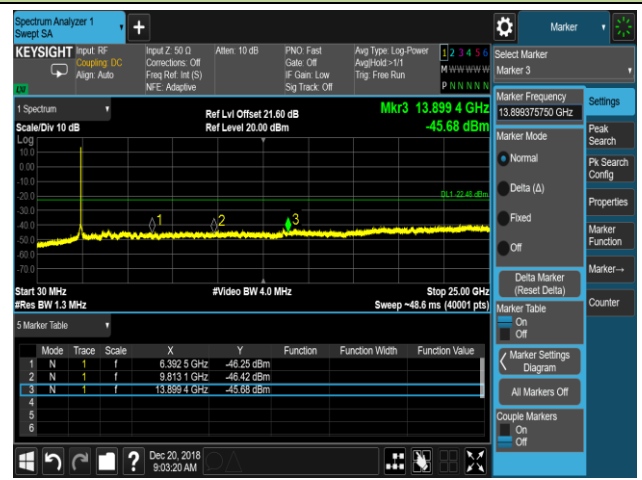 Spectrum Analyzer 1
Swept SA
Marker
KEYSIGHT
Input: RF
Coupling: DC
Align: Auto
Input Z: 50 Ω
Corrections: Off
Freq Ref: Int (S)
NFE: Adaptive
Atten: 10 dB
PNO: Fast
Gate: Off
IF Gain: Low
Sig Track: Off
Avg Type: Log-Power
Avg|Hold:>1/1
Trig: Free Run
1 2 3 4 5 6
M W W W W W
P N N N N N
LXI
1 Spectrum
Scale/Div 10 dB
Log
Ref Lvl Offset 21.60 dB
Ref Level 20.00 dBm
Mkr3 13.899 4 GHz
-45.68 dBm
10.0
0.00
-10.0
-20.0
-30.0
-40.0
-50.0
-60.0
-70.0
DL1 -22.48 dBm
1
2
3
Start 30 MHz
#Res BW 1.3 MHz
#Video BW 4.0 MHz
Stop 25.00 GHz
Sweep ~48.6 ms (40001 pts)
5 Marker Table
Mode Trace Scale X Y Function Function Width Function Value
1 N 1 f 6.392 5 GHz -46.25 dBm
2 N 1 f 9.813 1 GHz -46.42 dBm
3 N 1 f 13.899 4 GHz -45.68 dBm
4
5
6
Dec 20, 2018
9:03:20 AM
Select Marker
Marker 3
Marker Frequency
13.899375750 GHz
Marker Mode
Normal
Delta (Δ)
Fixed
Off
Delta Marker
(Reset Delta)
Marker Table
On
Off
Marker Settings
Diagram
All Markers Off
Couple Markers
On
Off
Settings
Peak
Search
Pk Search
Config
Properties
Marker
Function
Marker→
Counter